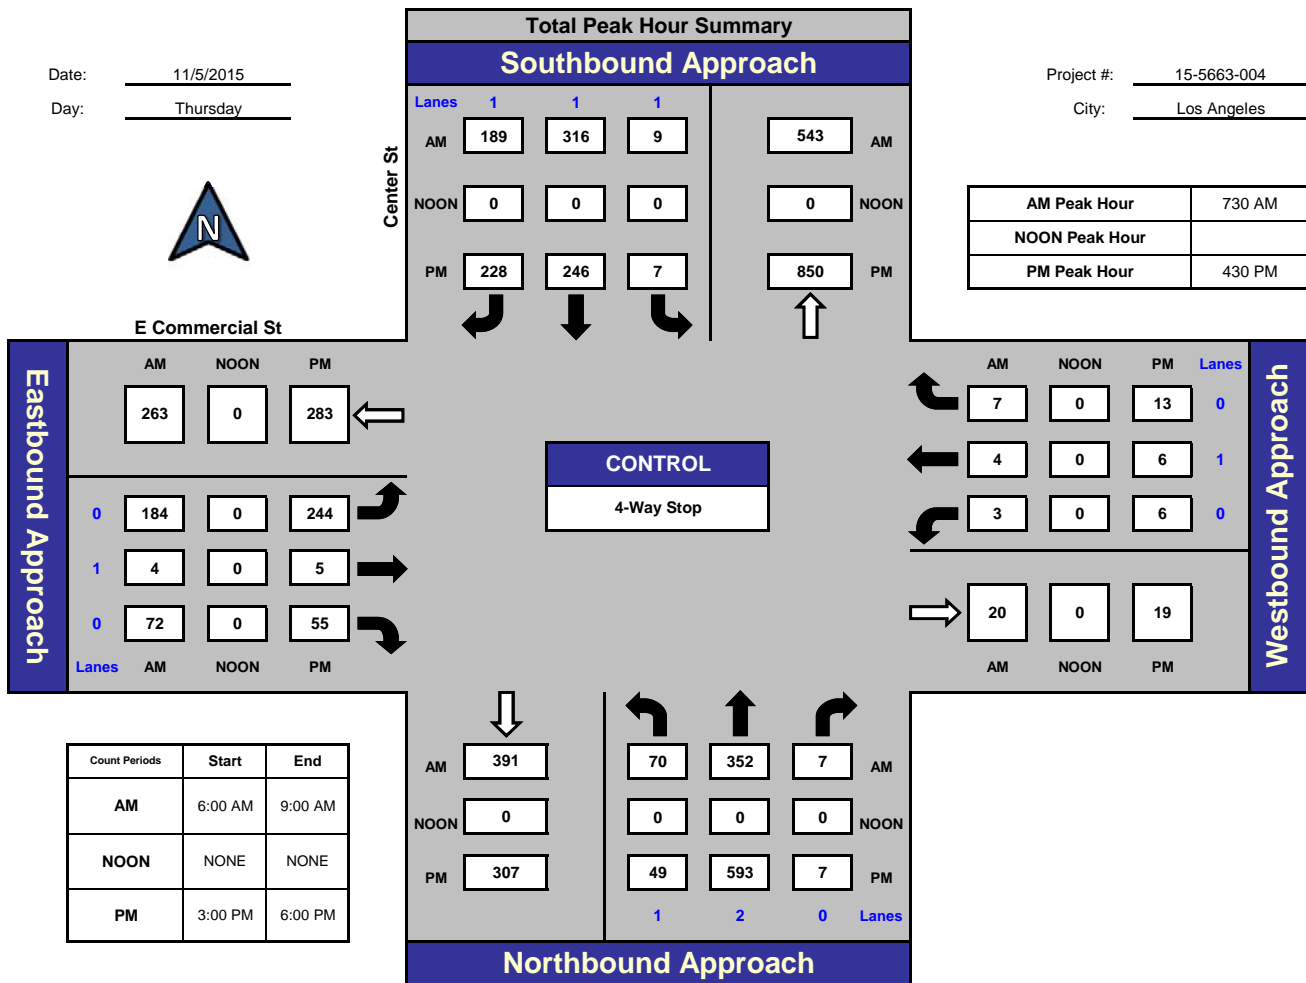 Total Peak Hour Summary
Southbound Approach
Date: 11/5/2015
Day: Thursday
Project #: 15-5663-004
City: Los Angeles
N
Center St
Lanes 1 1 1
AM 189 316 9 543 AM
NOON 0 0 0 0 NOON
PM 228 246 7 850 PM
AM Peak Hour 730 AM
NOON Peak Hour
PM Peak Hour 430 PM
E Commercial St
Eastbound Approach
AM NOON PM
263 0 283
0 184 0 244
1 4 0 5
0 72 0 55
Lanes AM NOON PM
CONTROL
4-Way Stop
AM NOON PM Lanes
7 0 13 0
4 0 6 1
3 0 6 0
20 0 19
AM NOON PM
Westbound Approach
Count Periods Start End
AM 6:00 AM 9:00 AM
NOON NONE NONE
PM 3:00 PM 6:00 PM
AM 391 70 352 7 AM
NOON 0 0 0 0 NOON
PM 307 49 593 7 PM
1 2 0 Lanes
Northbound Approach